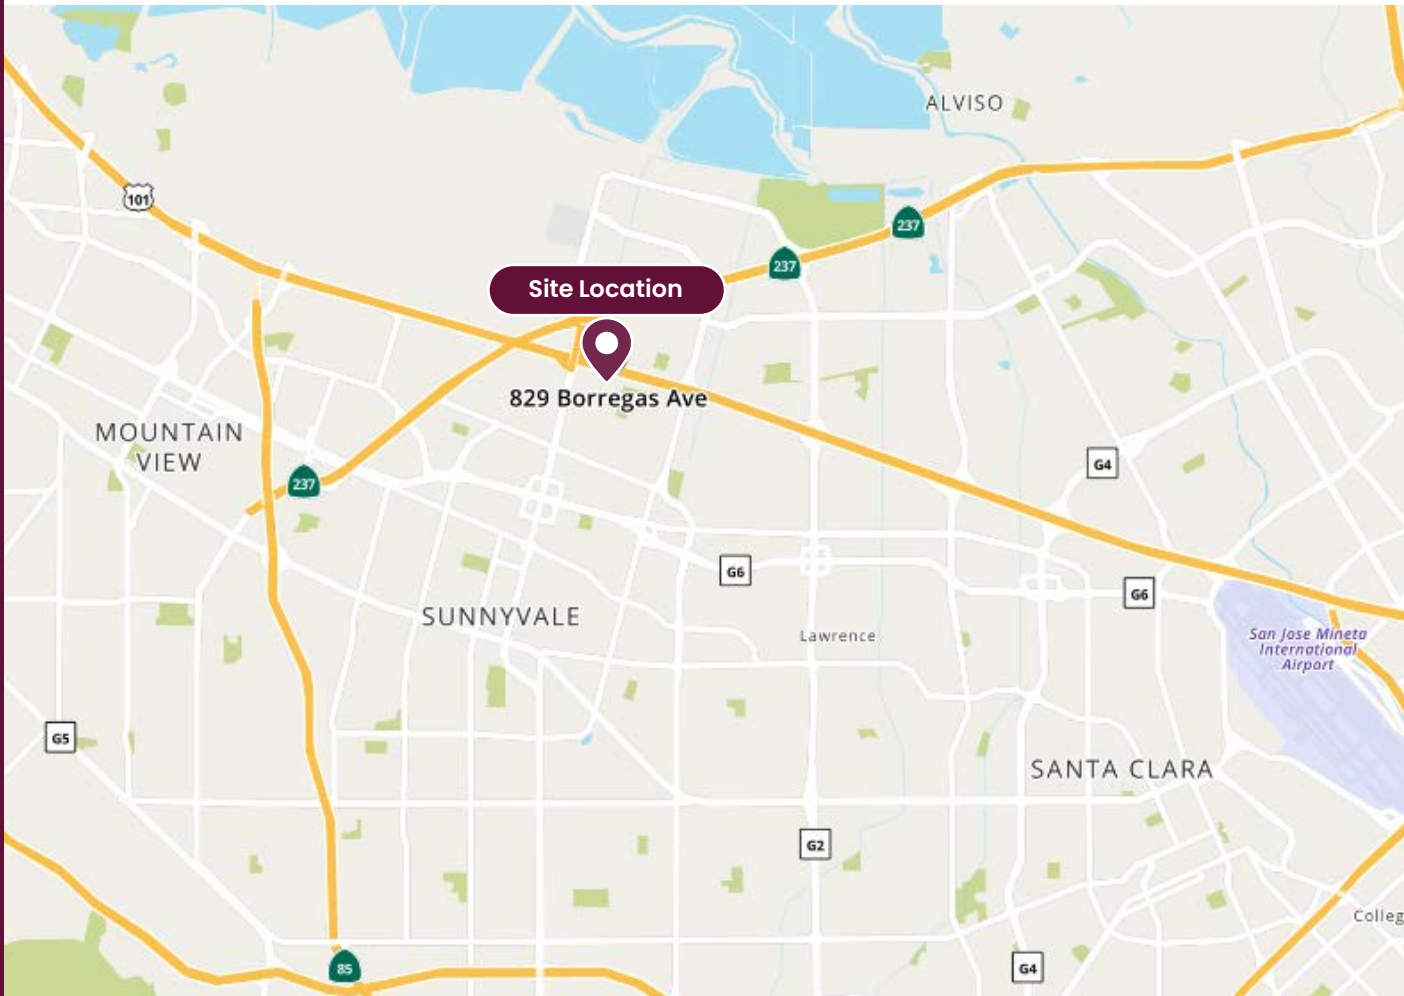 ALVISO
101
237
237
Site Location
829 Borregas Ave
MOUNTAIN
VIEW
G4
237
G6
G6
SUNNYVALE
Lawrence
San Jose Mineta
International
Airport
G5
SANTA CLARA
G2
Colleg
85
G4